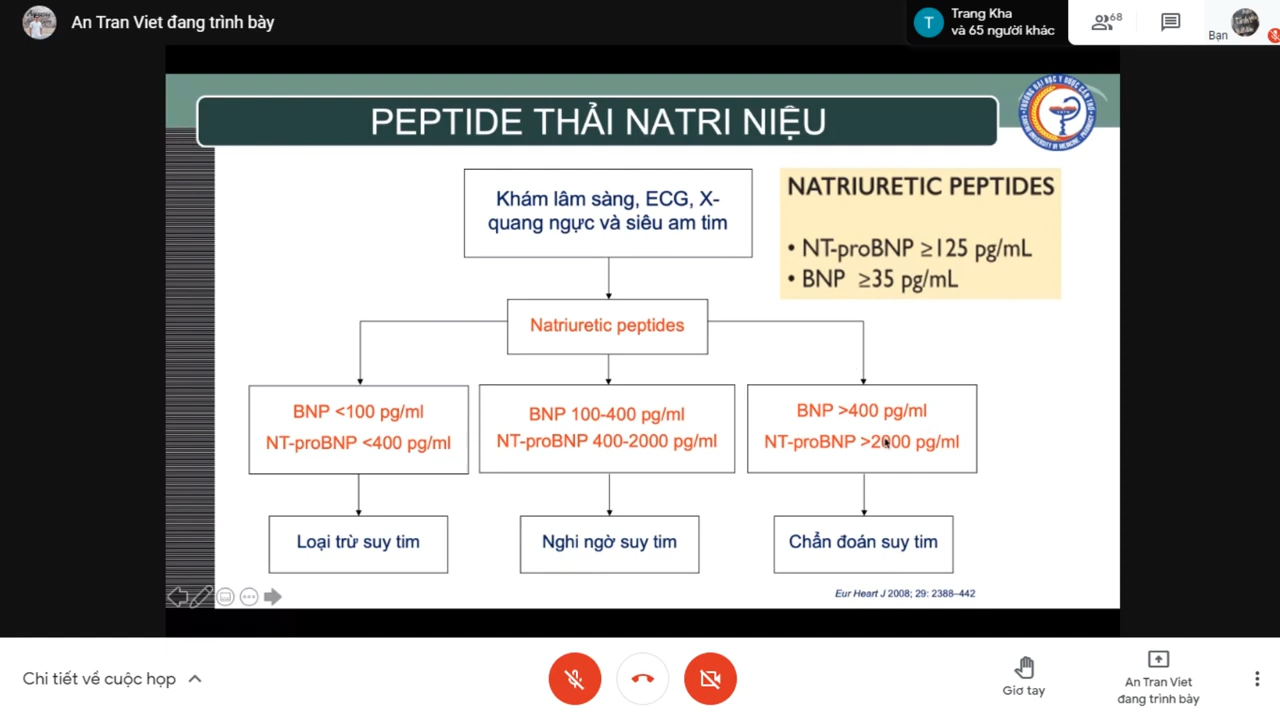 An Tran Viet đang trình bày
T
Trang Kha
và 65 người khác
68
Bạn
PEPTIDE THẢI NATRI NIỆU
Khám lâm sàng, ECG, X-
quang ngực và siêu am tim
NATRIURETIC PEPTIDES
• NT-proBNP ≥125 pg/mL
• BNP ≥35 pg/mL
Natriuretic peptides
BNP <100 pg/ml
NT-proBNP <400 pg/ml
BNP 100-400 pg/ml
NT-proBNP 400-2000 pg/ml
BNP >400 pg/ml
NT-proBNP >2000 pg/ml
Loại trừ suy tim
Nghi ngờ suy tim
Chẩn đoán suy tim
Eur Heart J 2008; 29: 2388–442
Chi tiết về cuộc họp
Giơ tay
An Tran Viet
đang trình bày